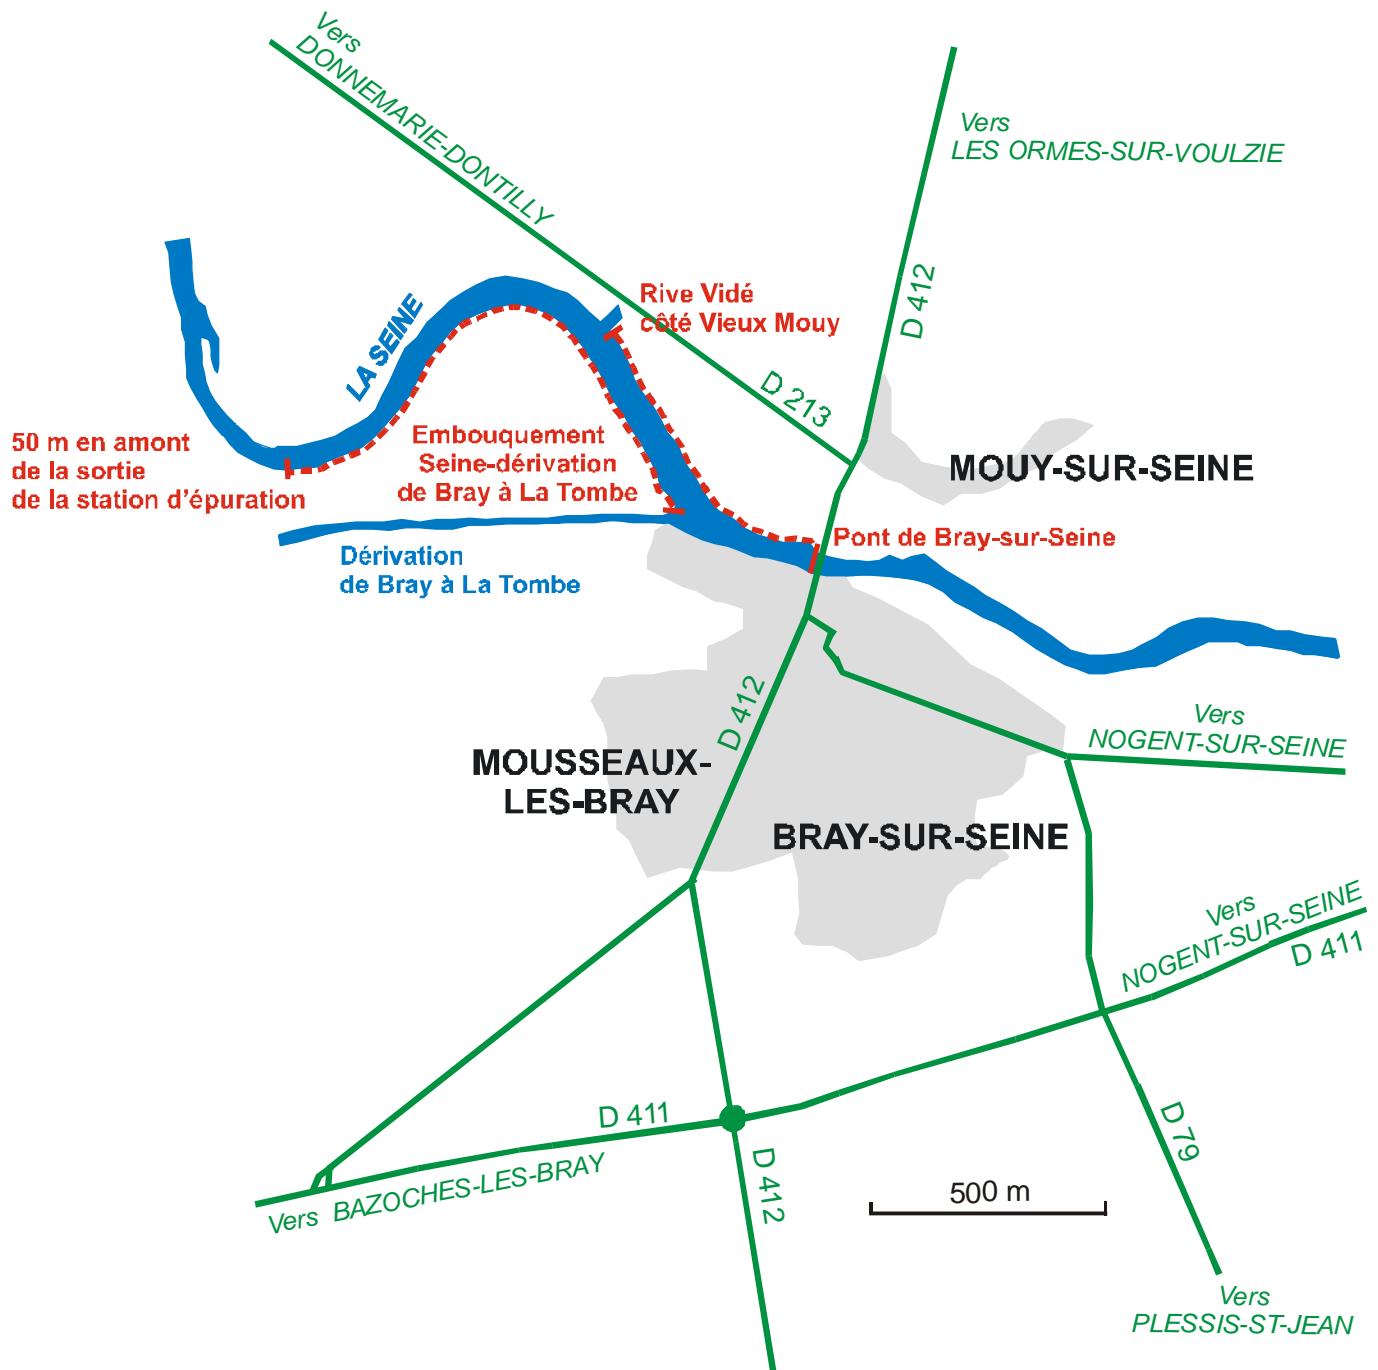 Vers
DONNEMARIE-DONTILLY
Vers
LES ORMES-SUR-VOULZIE
D 412
LA SEINE
Rive Vidé
côté Vieux Mouy
D 213
50 m en amont
de la sortie
de la station d'épuration
Embouquement
Seine-dérivation
de Bray à La Tombe
MOUY-SUR-SEINE
Pont de Bray-sur-Seine
Dérivation
de Bray à La Tombe
D 412
Vers
NOGENT-SUR-SEINE
MOUSSEAUX-
LES-BRAY
BRAY-SUR-SEINE
Vers
NOGENT-SUR-SEINE
D 411
D 411
D 79
D 412
Vers BAZOCHES-LES-BRAY
500 m
Vers
PLESSIS-ST-JEAN